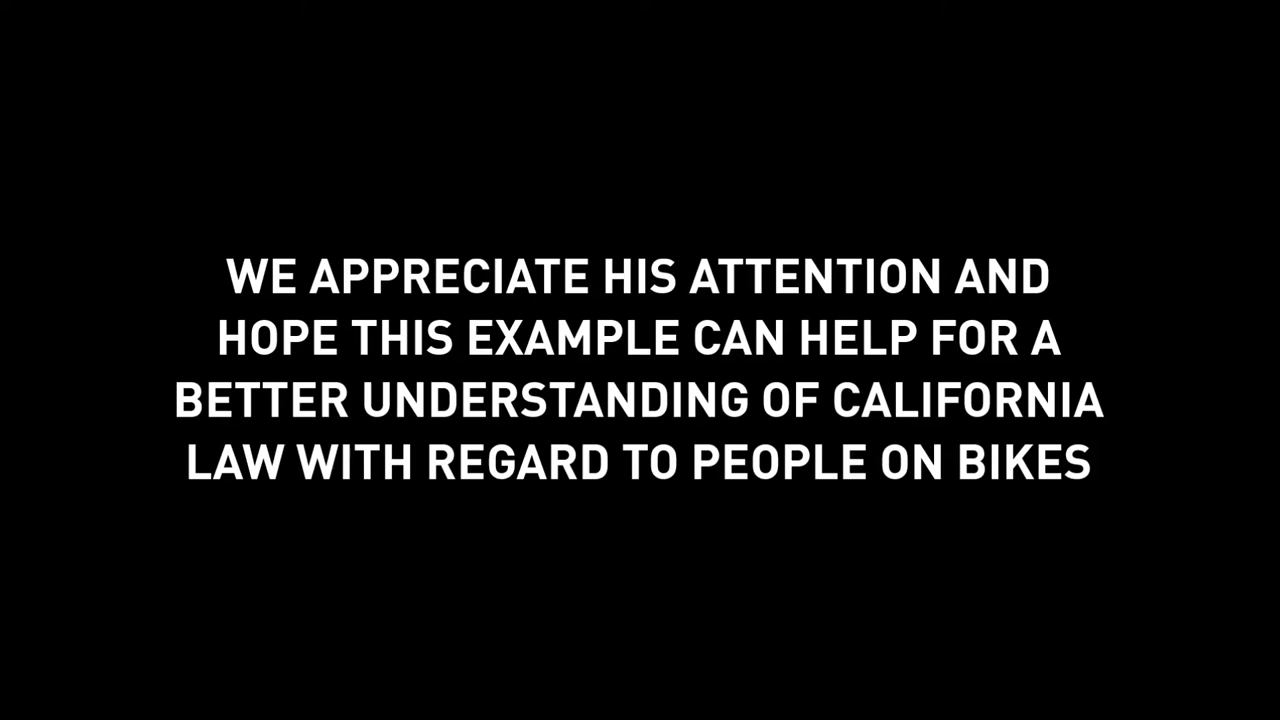 WE APPRECIATE HIS ATTENTION AND
HOPE THIS EXAMPLE CAN HELP FOR A
BETTER UNDERSTANDING OF CALIFORNIA
LAW WITH REGARD TO PEOPLE ON BIKES